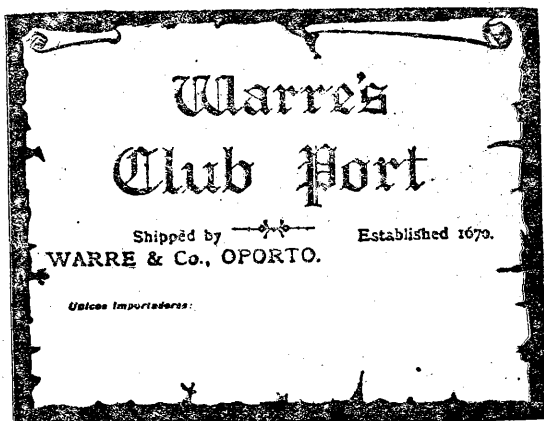 Warre's
Club Port
Shipped by
Established 1670.
WARRE & Co., OPORTO.
Unicos Importadores: